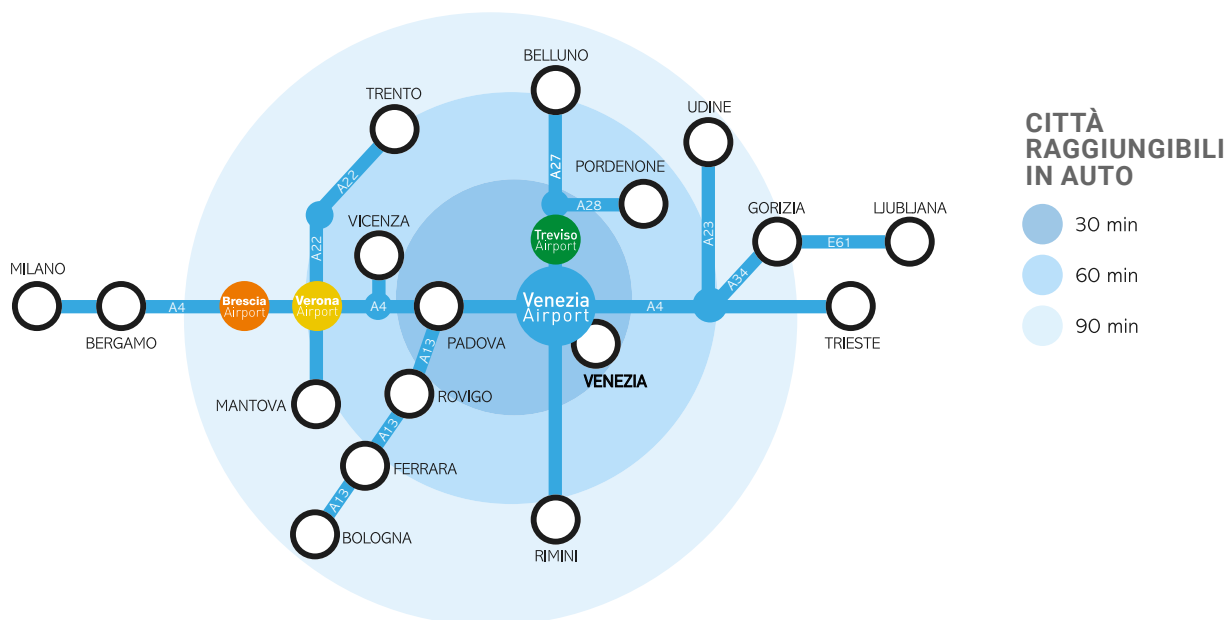 BELLUNO
TRENTO
UDINE
CITTÀ
RAGGIUNGIBILI
IN AUTO
30 min
60 min
90 min
A27
PORDENONE
A28
A22
VICENZA
Treviso
Airport
GORIZIA
LJUBLJANA
A23
E61
A22
A34
MILANO
A4
BERGAMO
Brescia
Airport
Verona
Airport
A4
PADOVA
Venezia
Airport
A4
TRIESTE
VENEZIA
A13
MANTOVA
ROVIGO
A13
FERRARA
A13
BOLOGNA
RIMINI